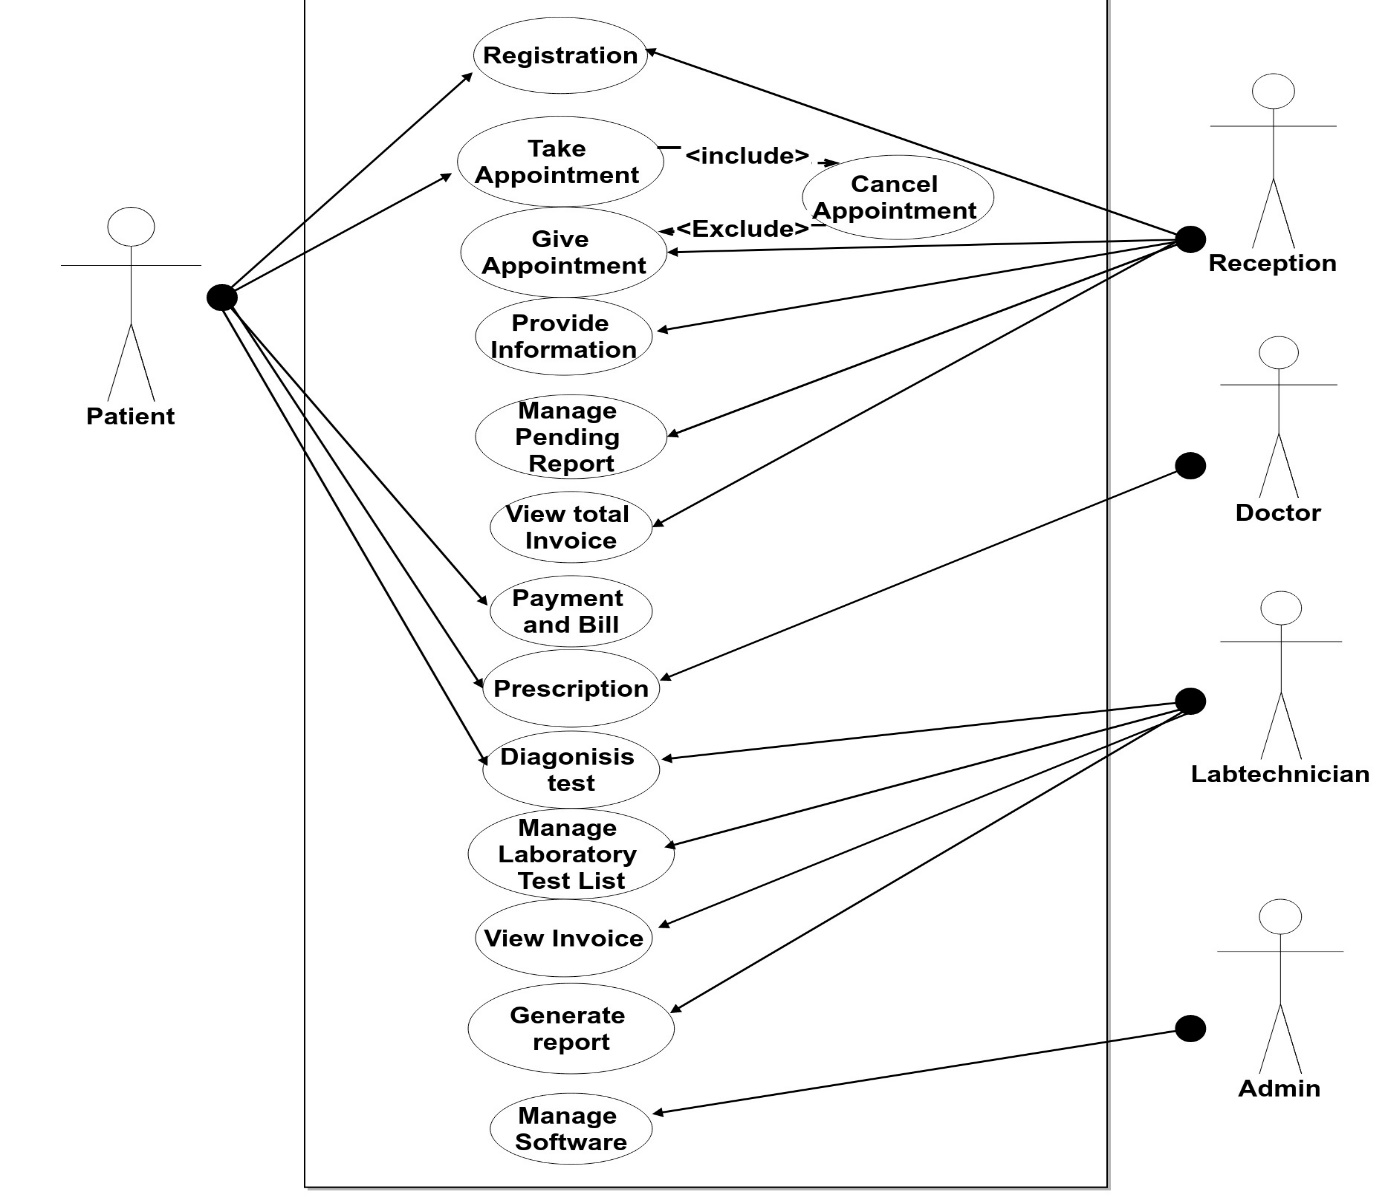 Registration
Take
Appointment
<include>
Cancel
Appointment
Give
Appointment
<Exclude>
Reception
Provide
Information
Patient
Manage
Pending
Report
View total
Invoice
Doctor
Payment
and Bill
Prescription
Diagonisis
test
Labtechnician
Manage
Laboratory
Test List
View Invoice
Generate
report
Admin
Manage
Software